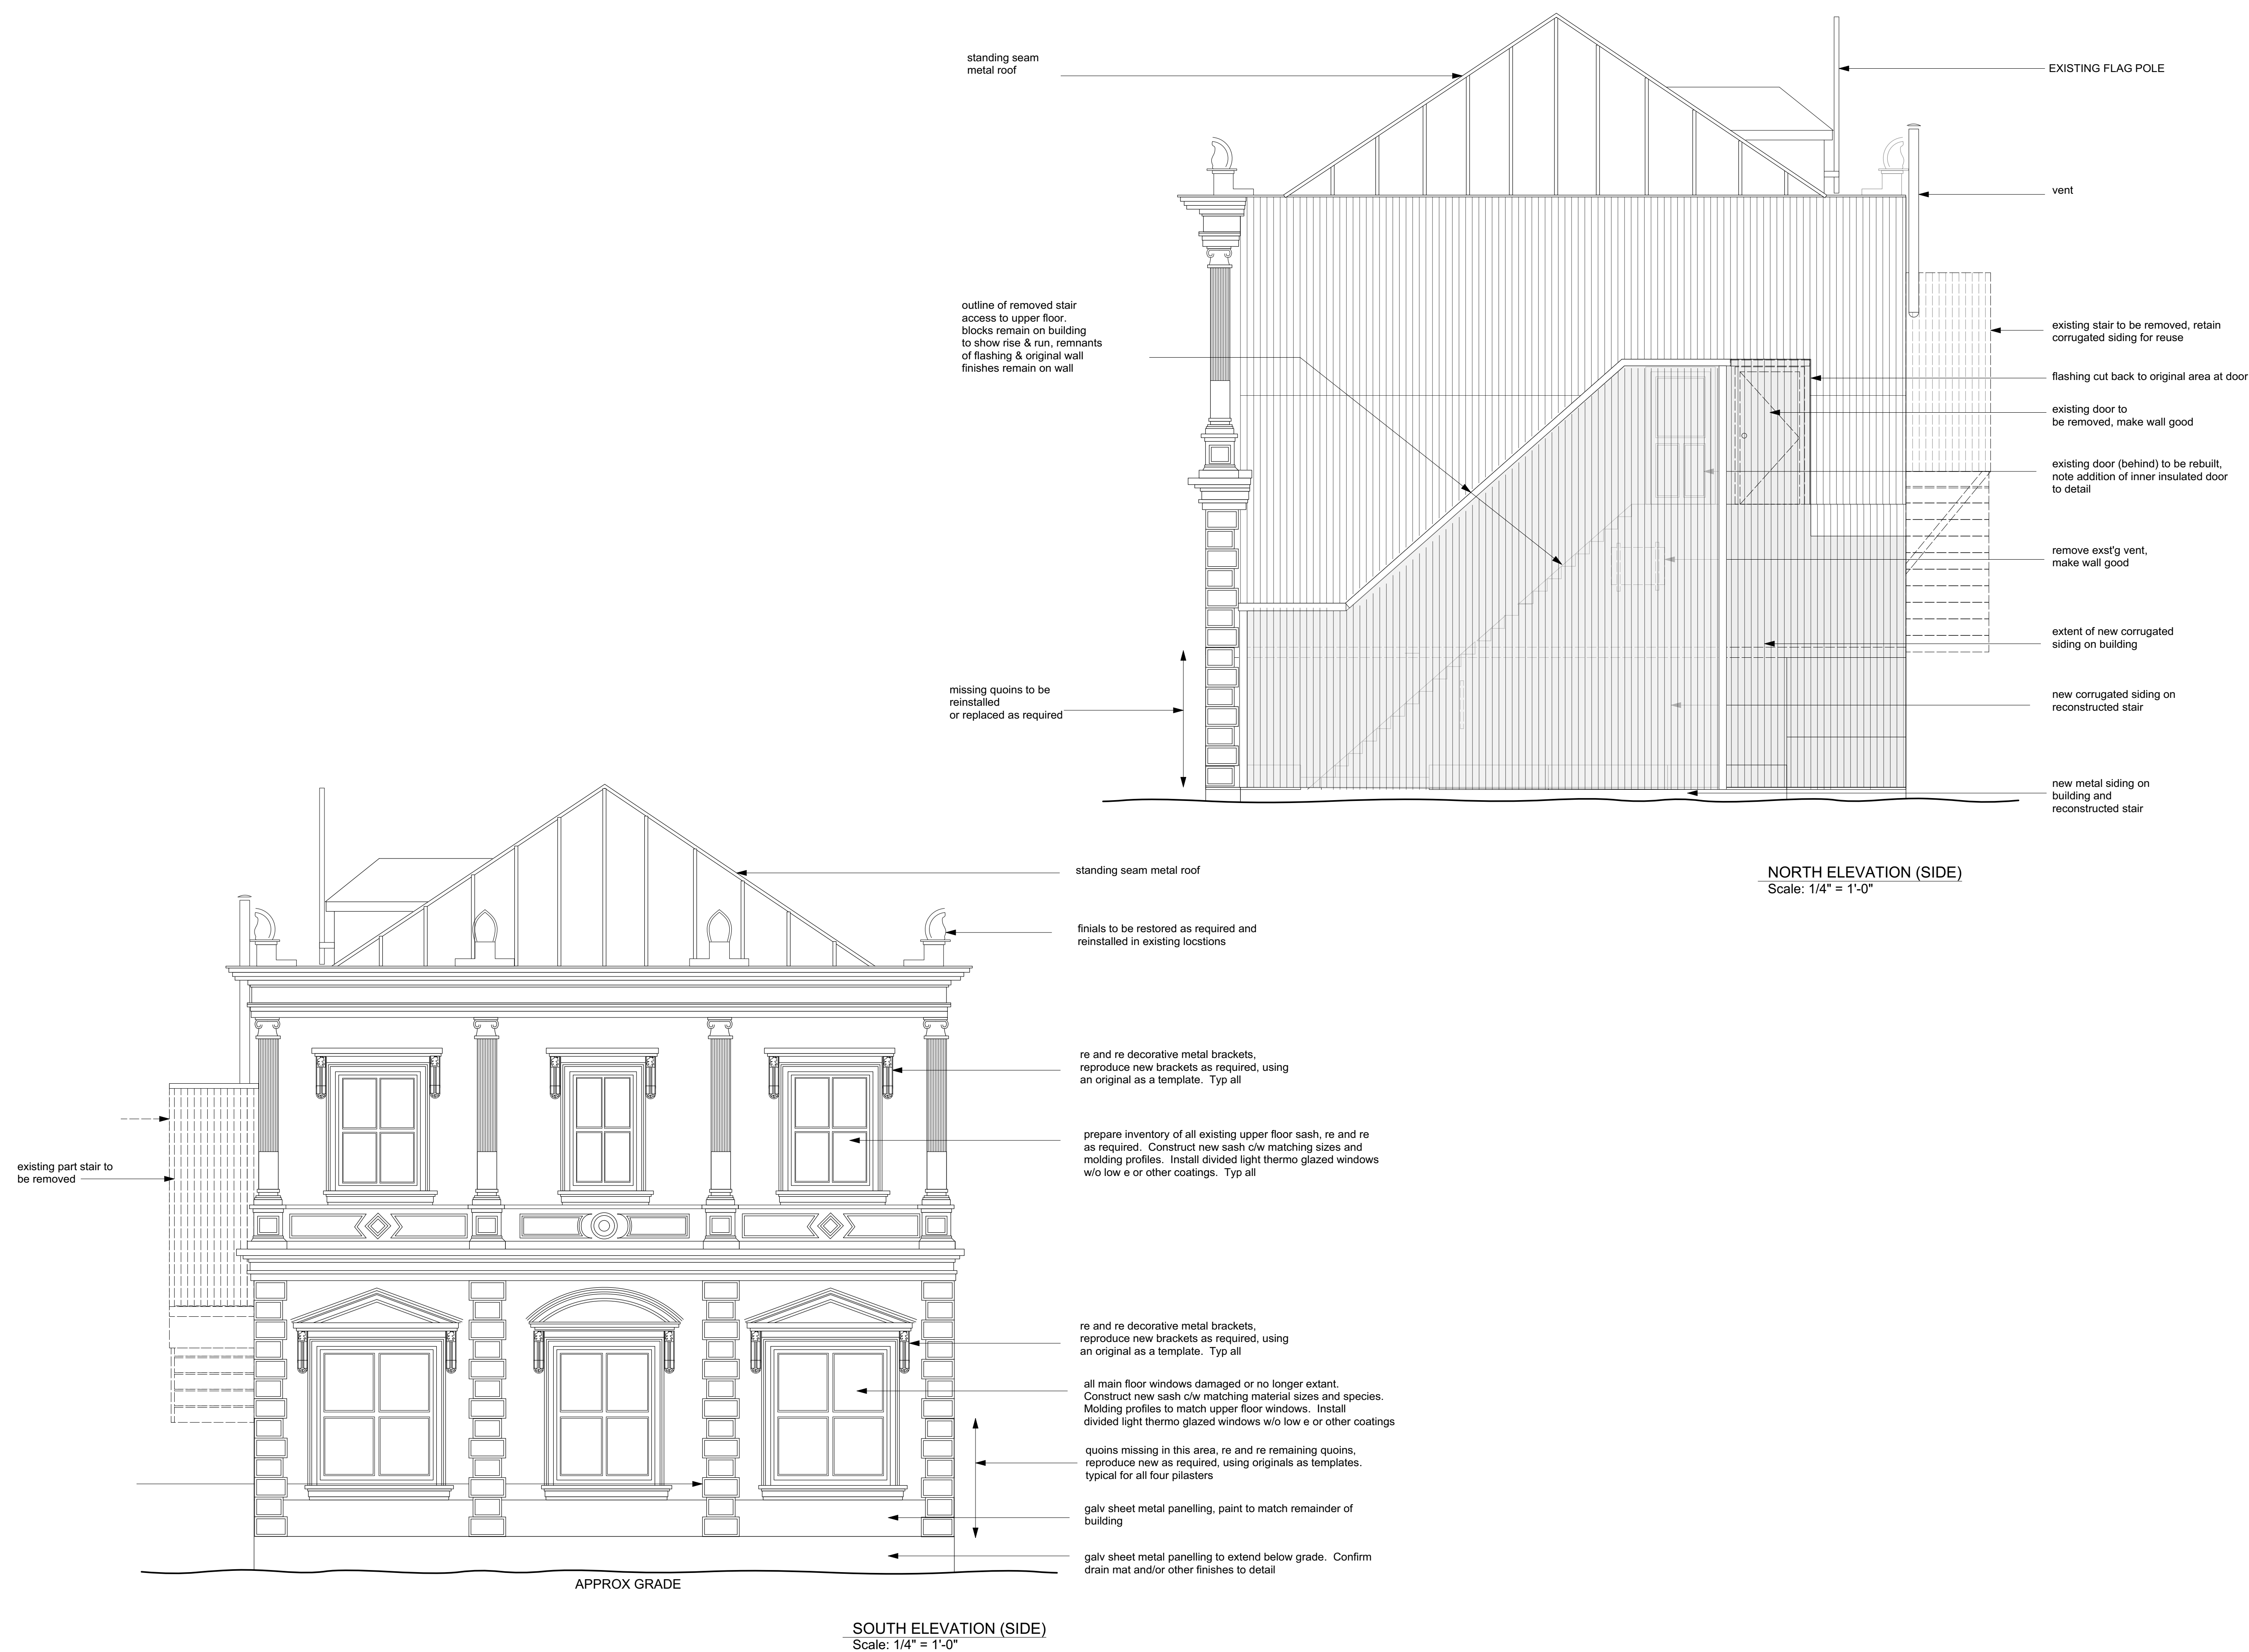 standing seam
metal roof
EXISTING FLAG POLE
vent
outline of removed stair
access to upper floor.
blocks remain on building
to show rise & run, remnants
of flashing & original wall
finishes remain on wall
existing stair to be removed, retain
corrugated siding for reuse
flashing cut back to original area at door
existing door to
be removed, make wall good
existing door (behind) to be rebuilt,
note addition of inner insulated door
to detail
remove exst'g vent,
make wall good
extent of new corrugated
siding on building
missing quoins to be
reinstalled
or replaced as required
new corrugated siding on
reconstructed stair
new metal siding on
building and
reconstructed stair
NORTH ELEVATION (SIDE)
Scale: 1/4" = 1'-0"
standing seam metal roof
finials to be restored as required and
reinstalled in existing locstions
re and re decorative metal brackets,
reproduce new brackets as required, using
an original as a template.  Typ all
prepare inventory of all existing upper floor sash, re and re
as required.  Construct new sash c/w matching sizes and
molding profiles.  Install divided light thermo glazed windows
w/o low e or other coatings.  Typ all
existing part stair to
be removed
re and re decorative metal brackets,
reproduce new brackets as required, using
an original as a template.  Typ all
all main floor windows damaged or no longer extant.
Construct new sash c/w matching material sizes and species.
Molding profiles to match upper floor windows.  Install
divided light thermo glazed windows w/o low e or other coatings
quoins missing in this area, re and re remaining quoins,
reproduce new as required, using originals as templates.
typical for all four pilasters
galv sheet metal panelling, paint to match remainder of
building
galv sheet metal panelling to extend below grade.  Confirm
drain mat and/or other finishes to detail
APPROX GRADE
SOUTH ELEVATION (SIDE)
Scale: 1/4" = 1'-0"